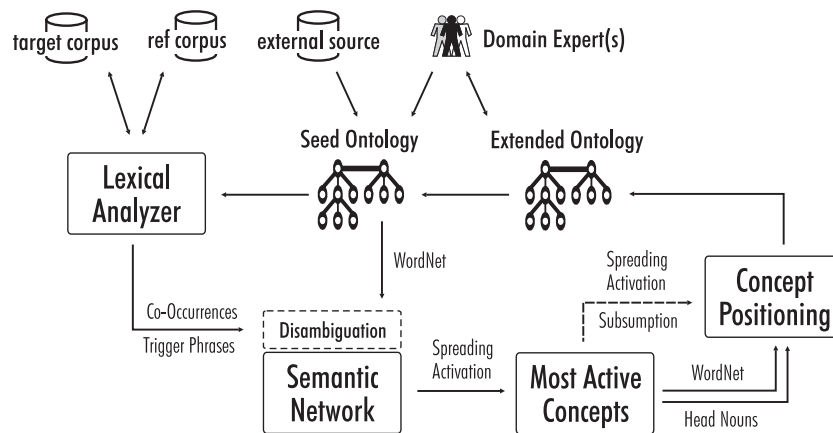 target corpus
ref corpus
external source
Domain Expert(s)
Seed Ontology
Extended Ontology
Lexical
Analyzer
WordNet
Spreading
Activation
Subsumption
Concept
Positioning
Co-Occurrences
Trigger Phrases
Disambiguation
Semantic
Network
Spreading
Activation
Most Active
Concepts
WordNet
Head Nouns